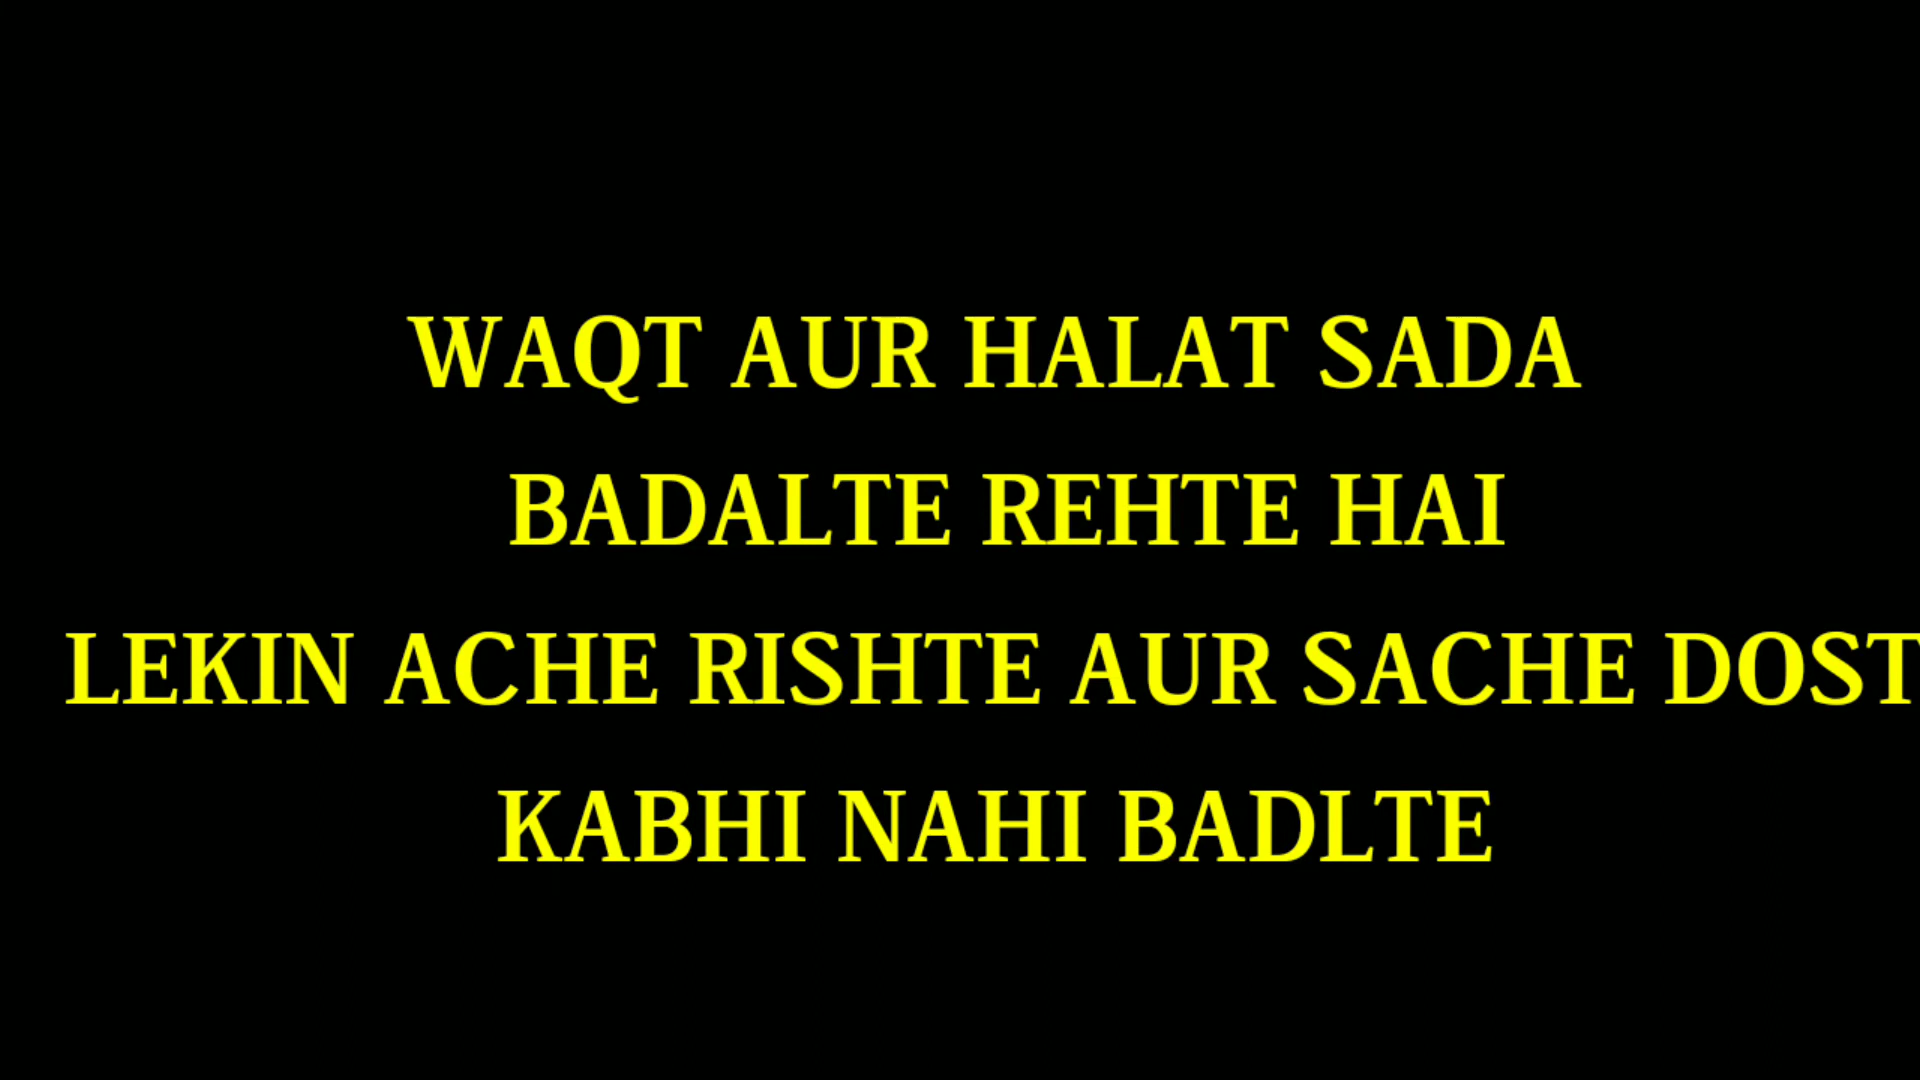 WAQT AUR HALAT SADA
BADALTE REHTE HAI
LEKIN ACHE RISHTE AUR SACHE DOST
KABHI NAHI BADLTE